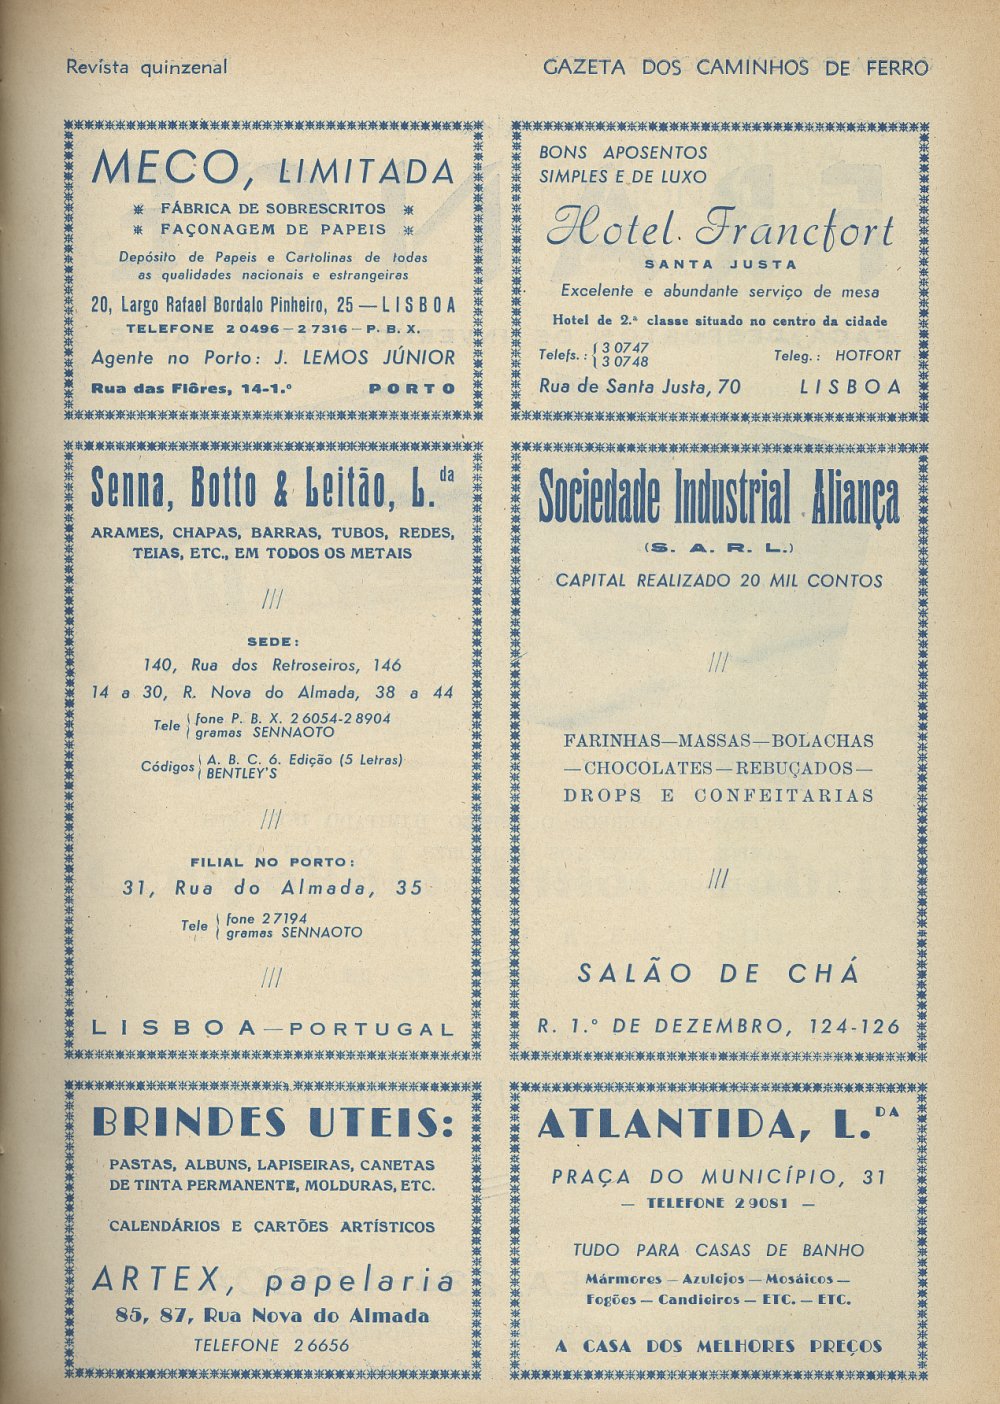 Revista quinzenal
GAZETA DOS CAMINHOS DE FERRO
MECO, LIMITADA
FÁBRICA DE SOBRESCRITOS
FAÇONAGEM DE PAPEIS
Depósito de Papeis e Cartolinas de todas
as qualidades nacionais e estrangeiras
20, Largo Rafael Bordalo Pinheiro, 25 — LISBOA
TELEFONE 20496 — 27316 — P. B. X.
Agente no Porto: J. LEMOS JÚNIOR
Rua das Flôres, 14-1.º PORTO
BONS APOSENTOS
SIMPLES E DE LUXO
Hotel Francfort
SANTA JUSTA
Excelente e abundante serviço de mesa
Hotel de 2.ª classe situado no centro da cidade
Telefs.: 30747
30748
Teleg.: HOTFORT
Rua de Santa Justa, 70 LISBOA
Senna, Botto & Leitão, L.da
ARAMES, CHAPAS, BARRAS, TUBOS, REDES,
TEIAS, ETC., EM TODOS OS METAIS
///
SEDE:
140, Rua dos Retroseiros, 146
14 a 30, R. Nova do Almada, 38 a 44
Tele fone P. B. X. 26054-28904
gramas SENNAOTO
Códigos A. B. C. 6. Edição (5 Letras)
BENTLEY'S
///
FILIAL NO PORTO:
31, Rua do Almada, 35
Tele fone 27194
gramas SENNAOTO
///
LISBOA — PORTUGAL
Sociedade Industrial Aliança
(S. A. R. L.)
CAPITAL REALIZADO 20 MIL CONTOS
///
FARINHAS—MASSAS—BOLACHAS
—CHOCOLATES—REBUÇADOS—
DROPS E CONFEITARIAS
///
SALÃO DE CHÁ
R. 1.º DE DEZEMBRO, 124-126
BRINDES UTEIS:
PASTAS, ALBUNS, LAPISEIRAS, CANETAS
DE TINTA PERMANENTE, MOLDURAS, ETC.
CALENDÁRIOS E CARTÕES ARTÍSTICOS
ARTEX, papelaria
85, 87, Rua Nova do Almada
TELEFONE 26656
ATLANTIDA, L.DA
PRAÇA DO MUNICÍPIO, 31
— TELEFONE 29081 —
TUDO PARA CASAS DE BANHO
Mármores — Azulejos — Mosáicos —
Fogões — Candieiros — ETC. — ETC.
A CASA DOS MELHORES PREÇOS